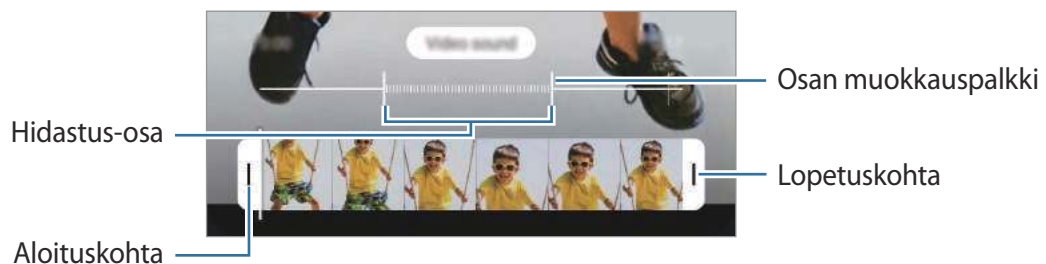 Video sound
Osan muokkauspalkki
Hidastus-osa
Lopetuskohta
Aloituskohta